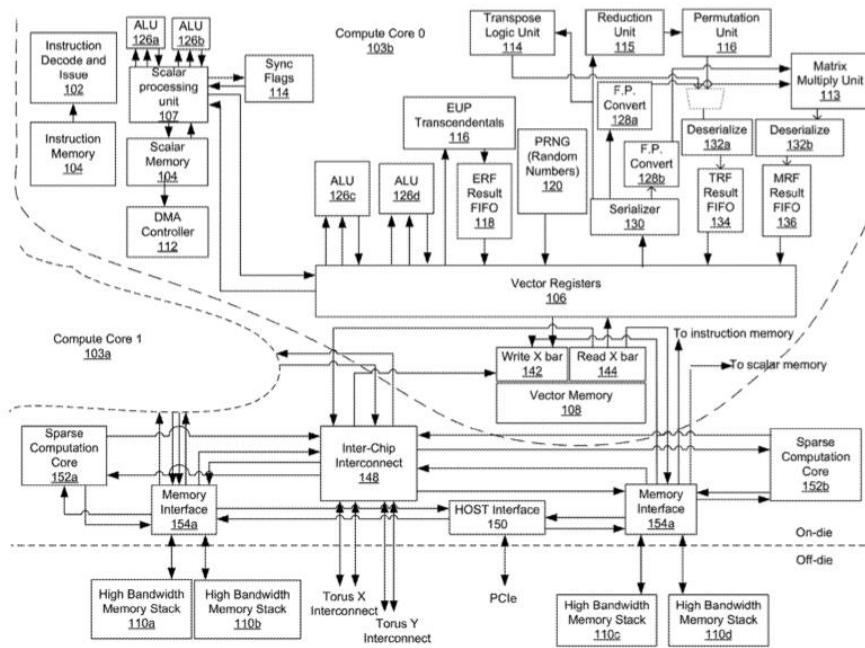 Compute Core 0
103b
Instruction
Decode and
Issue
102
Instruction
Memory
104
ALU
126a
ALU
126b
Scalar
processing
unit
107
Sync
Flags
114
Scalar
Memory
104
DMA
Controller
112
ALU
126c
ALU
126d
EUP
Transcendentals
116
ERF
Result
FIFO
118
PRNG
(Random
Numbers)
120
Transpose
Logic Unit
114
Reduction
Unit
115
Permutation
Unit
116
Matrix
Multiply Unit
113
F.P.
Convert
128a
F.P.
Convert
128b
Serializer
130
Deserialize
132a
Deserialize
132b
TRF
Result
FIFO
134
MRF
Result
FIFO
136
Vector Registers
106
Compute Core 1
103a
Write X bar
142
Read X bar
144
Vector Memory
108
To instruction memory
To scalar memory
Sparse
Computation
Core
152a
Memory
Interface
154a
Inter-Chip
Interconnect
148
HOST Interface
150
Memory
Interface
154a
Sparse
Computation
Core
152b
On-die
Off-die
High Bandwidth
Memory Stack
110a
High Bandwidth
Memory Stack
110b
Torus X
Interconnect
Torus Y
Interconnect
PCIe
High Bandwidth
Memory Stack
110c
High Bandwidth
Memory Stack
110d